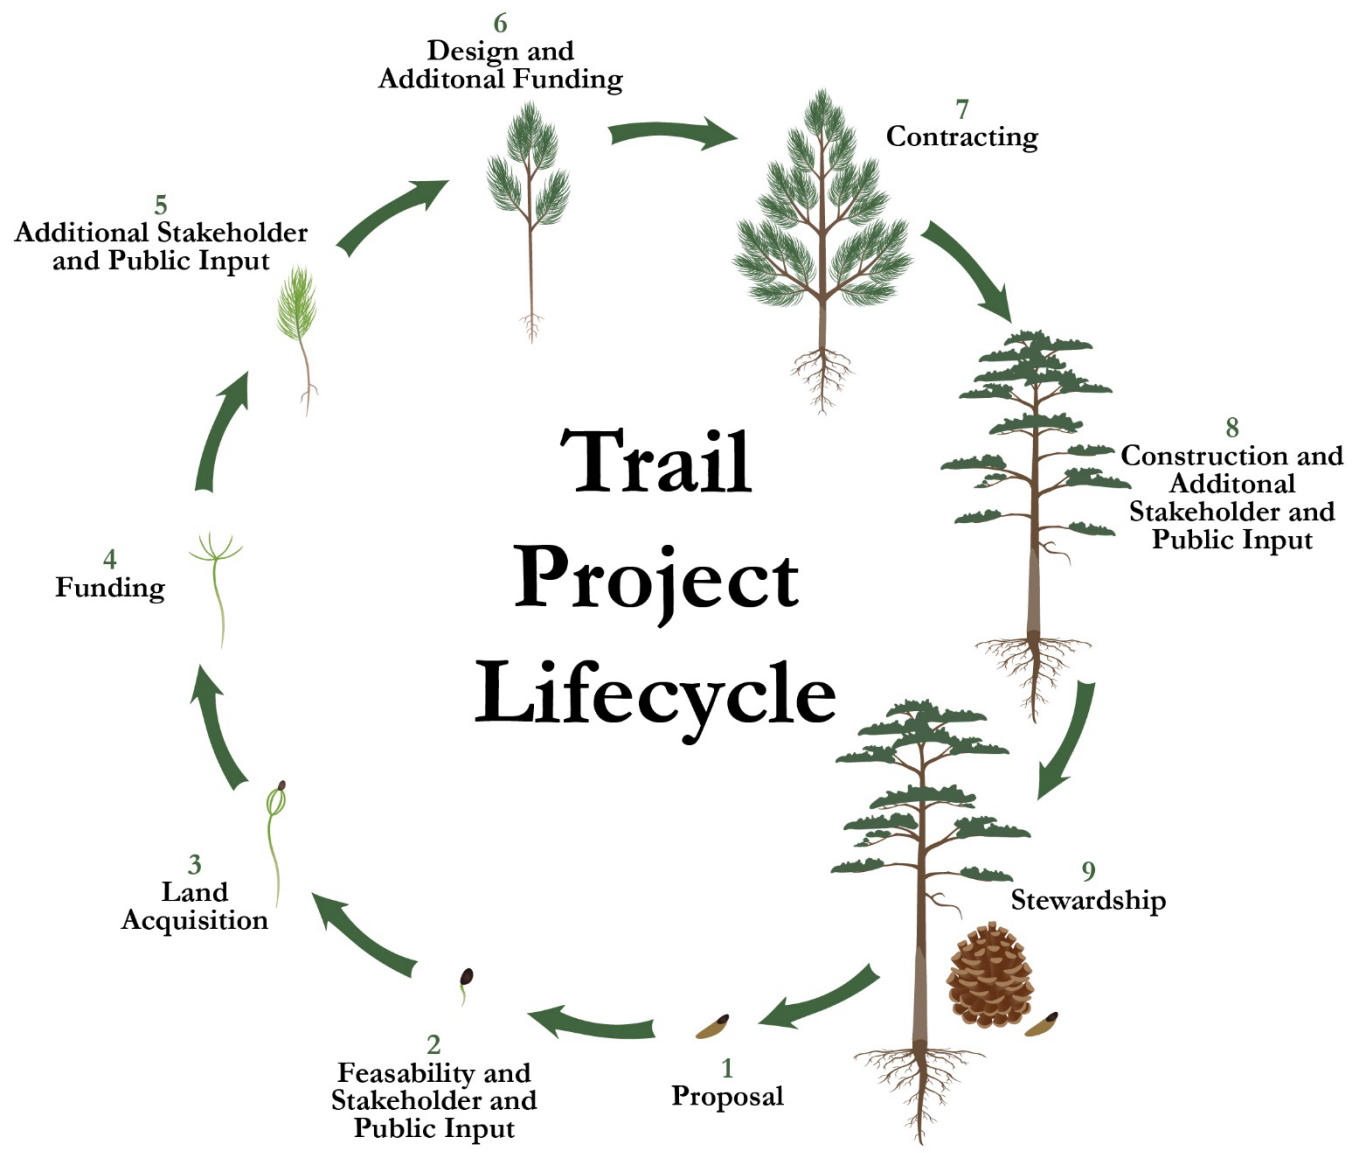 Trail
Project
Lifecycle
1
Proposal
2
Feasability and
Stakeholder and
Public Input
3
Land
Acquisition
4
Funding
5
Additional Stakeholder
and Public Input
6
Design and
Additonal Funding
7
Contracting
8
Construction and
Additonal
Stakeholder and
Public Input
9
Stewardship